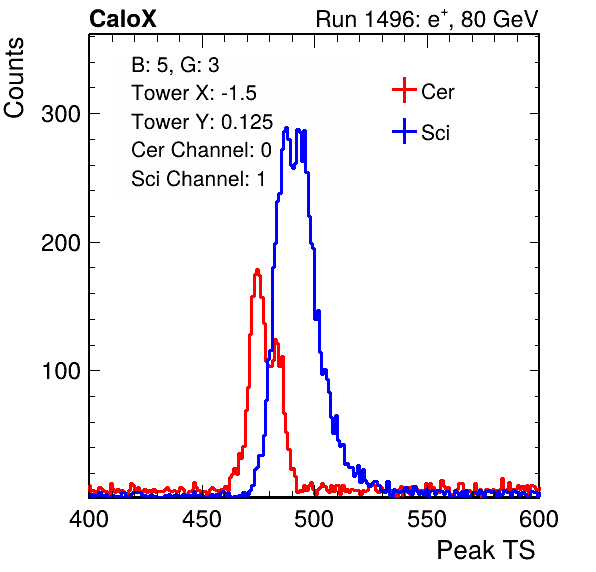 CaloX Run 1496: e⁺, 80 GeV
Counts
B: 5, G: 3
Tower X: -1.5
Tower Y: 0.125
Cer Channel: 0
Sci Channel: 1
Cer
Sci
300
200
100
400 450 500 550 600
Peak TS